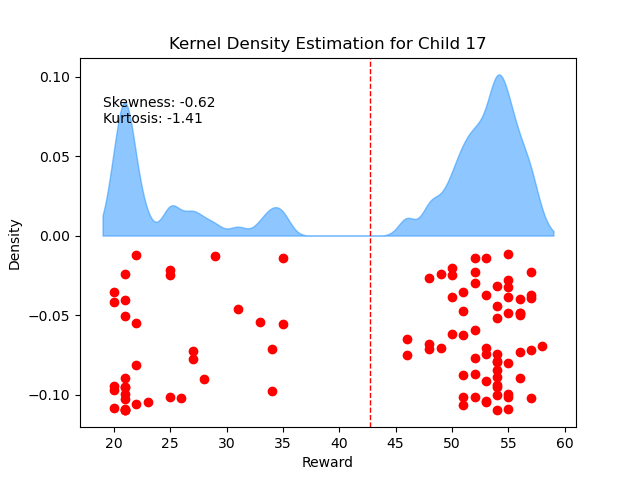 Kernel Density Estimation for Child 17
0.10
Skewness: -0.62
Kurtosis: -1.41
0.05
0.00
−0.05
−0.10
Density
20 25 30 35 40 45 50 55 60
Reward